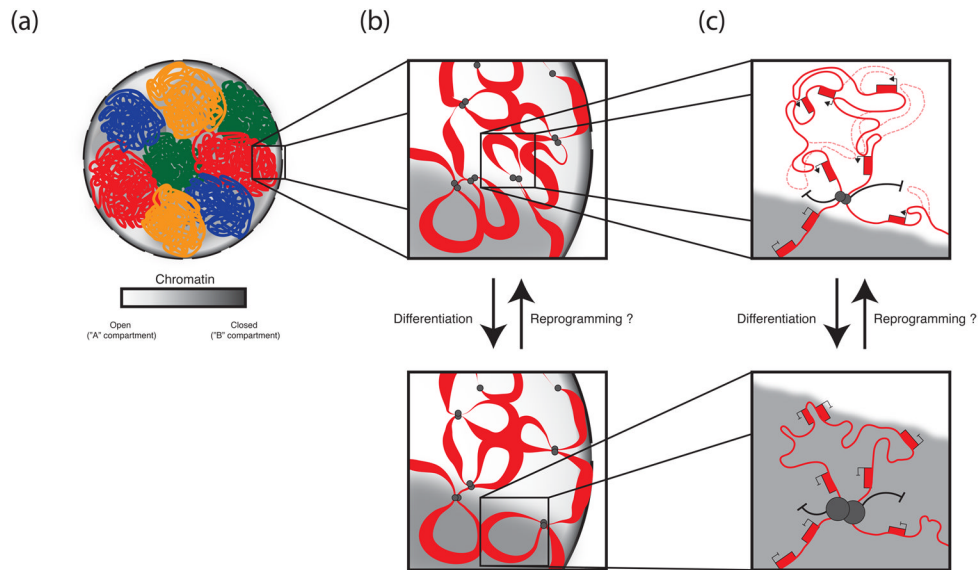 (a)
(b)
(c)
Chromatin
Open
("A" compartment)
Closed
("B" compartment)
Differentiation
Reprogramming ?
Differentiation
Reprogramming ?